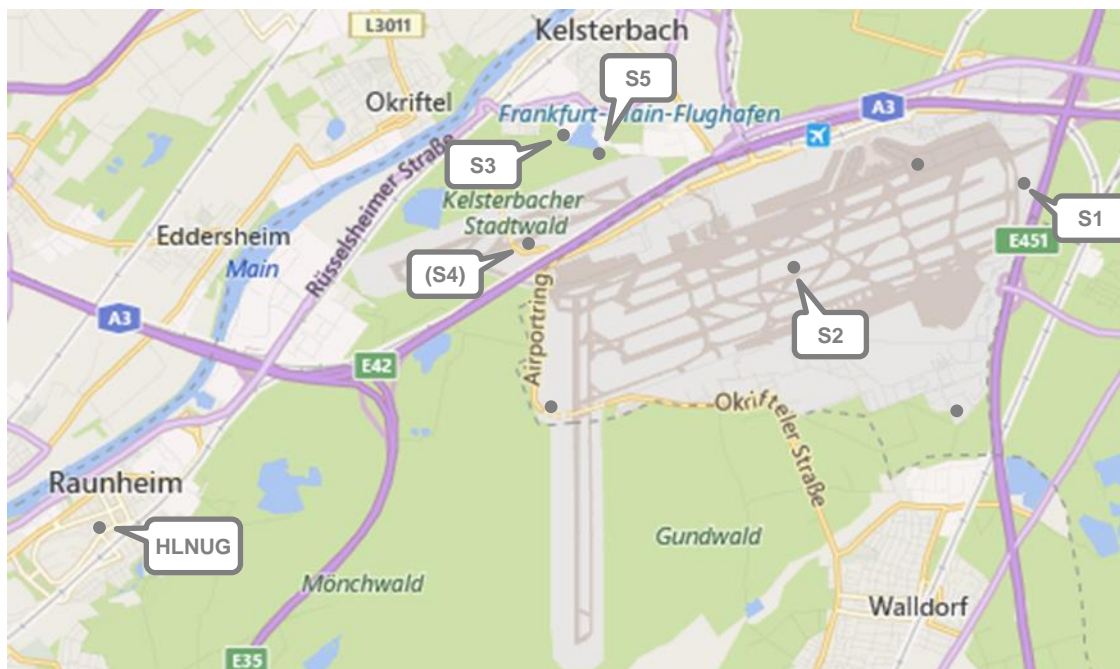 Kelsterbach
L3011
S5
Okriftel
Frankfurt-Main-Flughafen
A3
S3
Kelsterbacher
Stadtwald
Rüsselsheimer Straße
S1
Eddersheim
Main
(S4)
E451
A3
Airportring
S2
E42
Okrifteler Straße
Raunheim
HLNUG
Gundwald
Mönchwald
Walldorf
E35